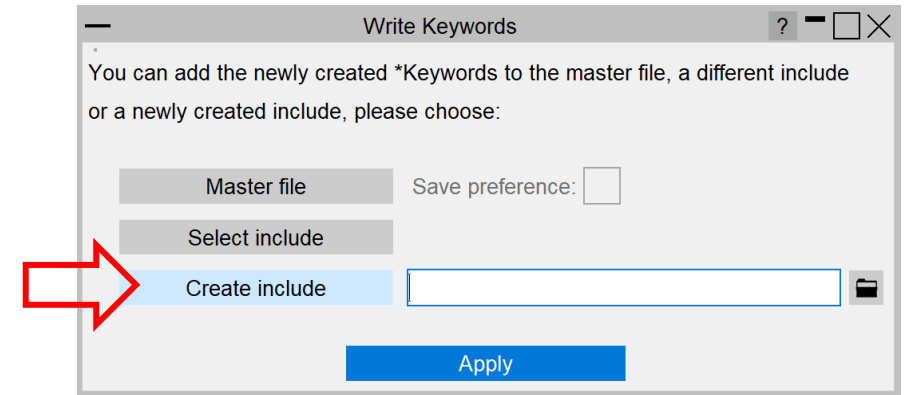 Write Keywords
?
You can add the newly created *Keywords to the master file, a different include
or a newly created include, please choose:
Master file
Save preference:
Select include
Create include
Apply